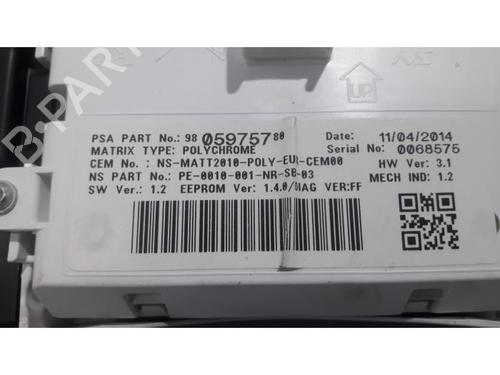 B-PARTS
PSA PART No.: 98 059757 80
MATRIX TYPE: POLYCHROME
CEM No.: NS-MATT2010-POLY-EUR-CEM00
NS PART No.: PE-0010-001-NR-SB-03
SW Ver.: 1.2 EEPROM Ver: 1.4.0/DIAG VER:FF
Date: 11/04/2014
Serial No.: 0068575
HW Ver: 3.1
MECH IND: 1.2
UP